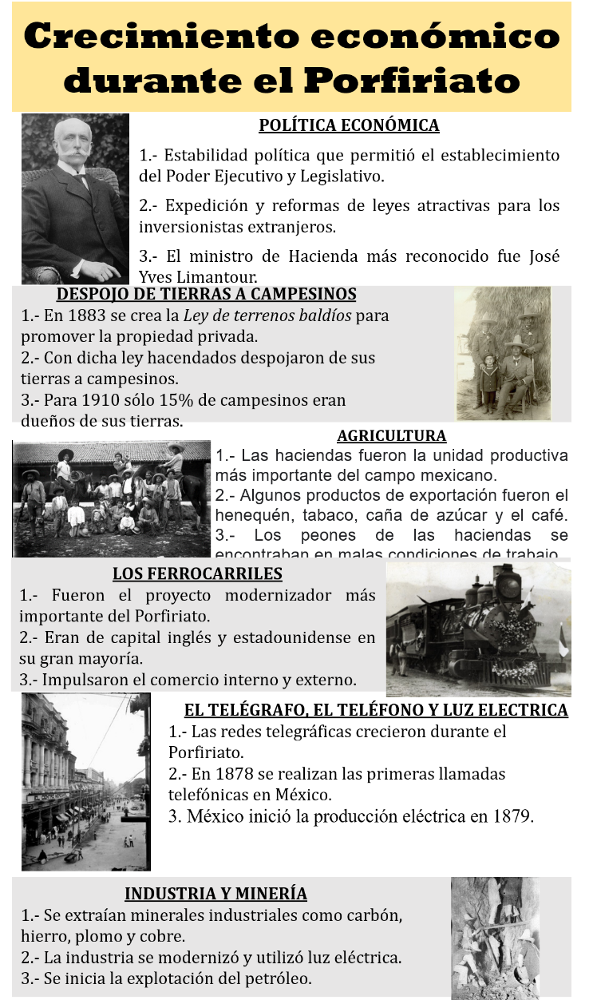 Crecimiento económico
durante el Porfiriato
POLÍTICA ECONÓMICA
1.- Estabilidad política que permitió el establecimiento
del Poder Ejecutivo y Legislativo.
2.- Expedición y reformas de leyes atractivas para los
inversionistas extranjeros.
3.- El ministro de Hacienda más reconocido fue José
Yves Limantour.
DESPOJO DE TIERRAS A CAMPESINOS
1.- En 1883 se crea la Ley de terrenos baldíos para
promover la propiedad privada.
2.- Con dicha ley hacendados despojaron de sus
tierras a campesinos.
3.- Para 1910 sólo 15% de campesinos eran
dueños de sus tierras.
AGRICULTURA
1.- Las haciendas fueron la unidad productiva
más importante del campo mexicano.
2.- Algunos productos de exportación fueron el
henequén, tabaco, caña de azúcar y el café.
3.- Los peones de las haciendas se
encontraban en malas condiciones de trabajo.
LOS FERROCARRILES
1.- Fueron el proyecto modernizador más
importante del Porfiriato.
2.- Eran de capital inglés y estadounidense en
su gran mayoría.
3.- Impulsaron el comercio interno y externo.
EL TELÉGRAFO, EL TELÉFONO Y LUZ ELECTRICA
1.- Las redes telegráficas crecieron durante el
Porfiriato.
2.- En 1878 se realizan las primeras llamadas
telefónicas en México.
3. México inició la producción eléctrica en 1879.
INDUSTRIA Y MINERÍA
1.- Se extraían minerales industriales como carbón,
hierro, plomo y cobre.
2.- La industria se modernizó y utilizó luz eléctrica.
3.- Se inicia la explotación del petróleo.